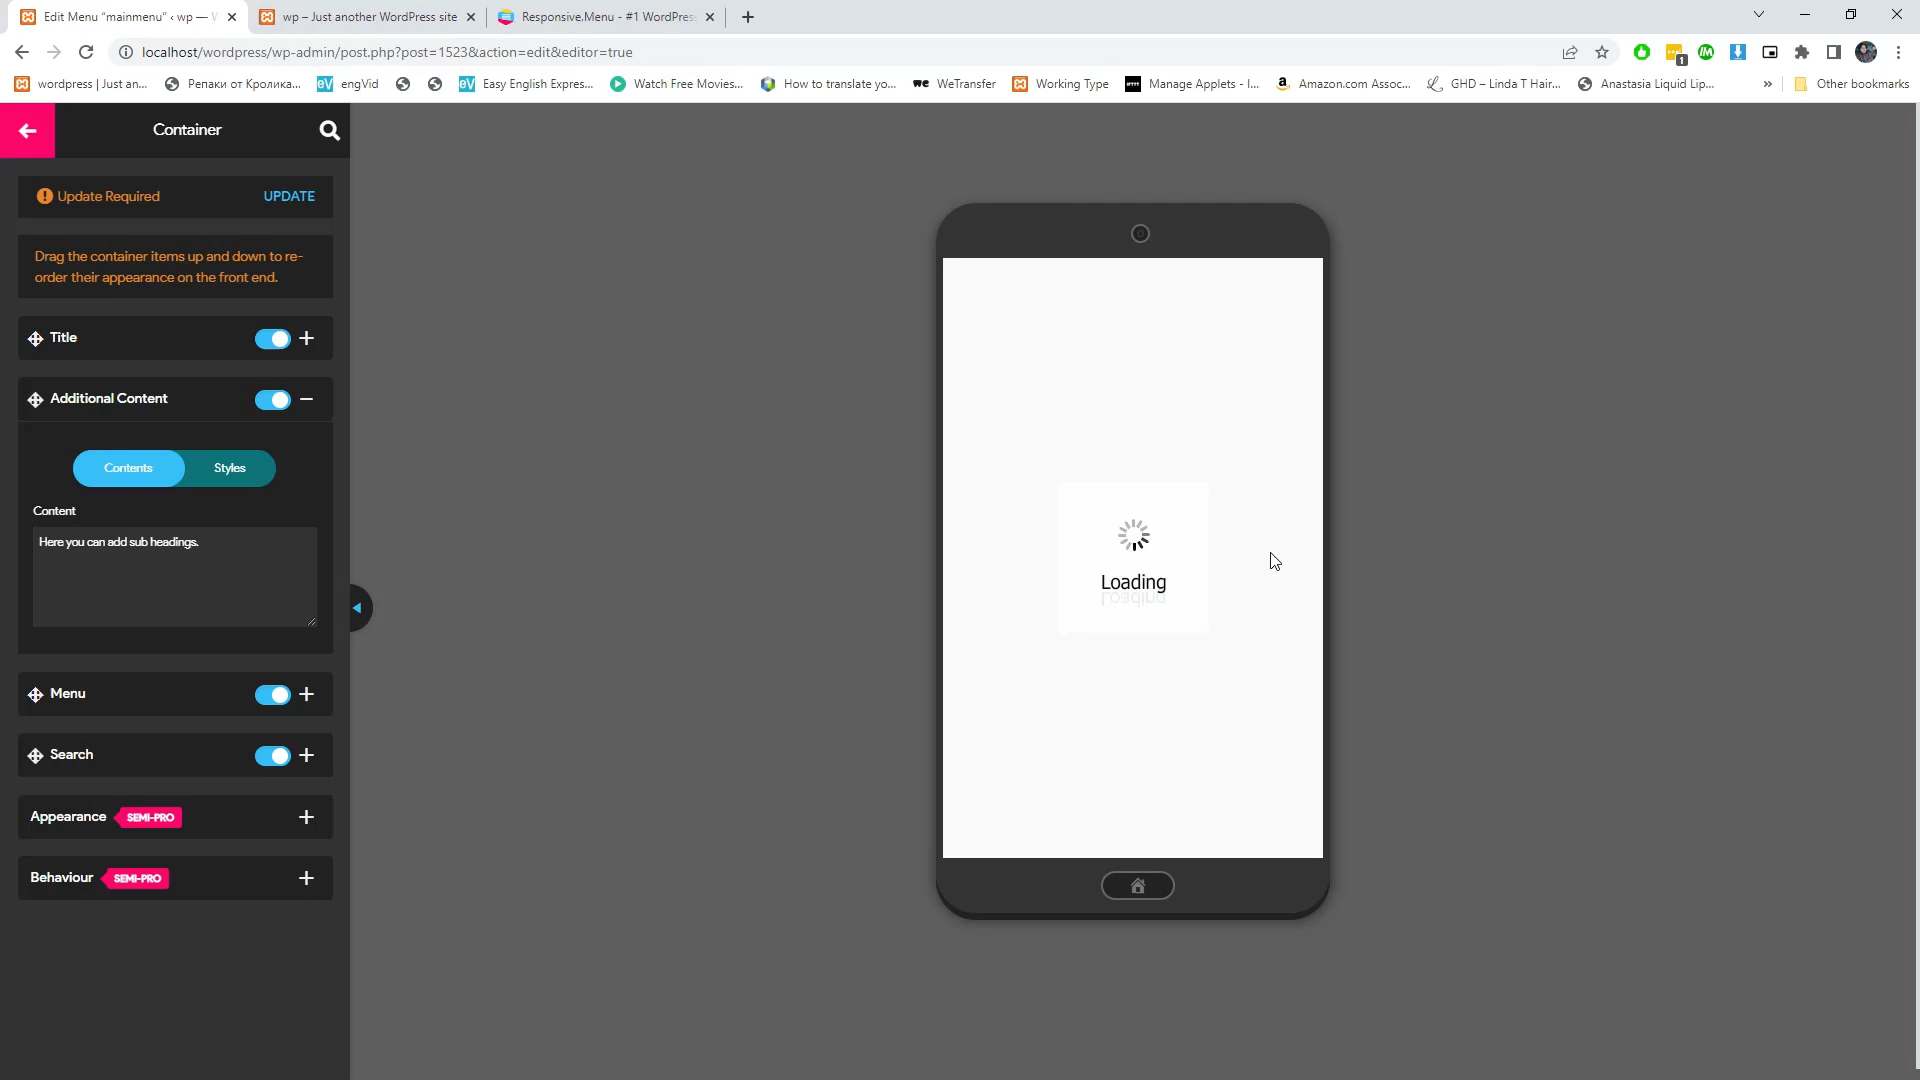 Edit Menu “mainmenu” ‹ wp —
wp – Just another WordPress site
Responsive.Menu - #1 WordPres
localhost/wordpress/wp-admin/post.php?post=1523&action=edit&editor=true
1
wordpress | Just an...
Репаки от Кролика...
eV engVid
eV Easy English Expres...
Watch Free Movies...
How to translate yo...
we WeTransfer
Working Type
Manage Applets - I...
a Amazon.com Assoc...
GHD – Linda T Hair...
Anastasia Liquid Lip...
»
Other bookmarks
Container
Update Required
UPDATE
Drag the container items up and down to re-
order their appearance on the front end.
Title
Additional Content
Contents
Styles
Content
Here you can add sub headings.
Menu
Search
Appearance
SEMI-PRO
Behaviour
SEMI-PRO
Loading